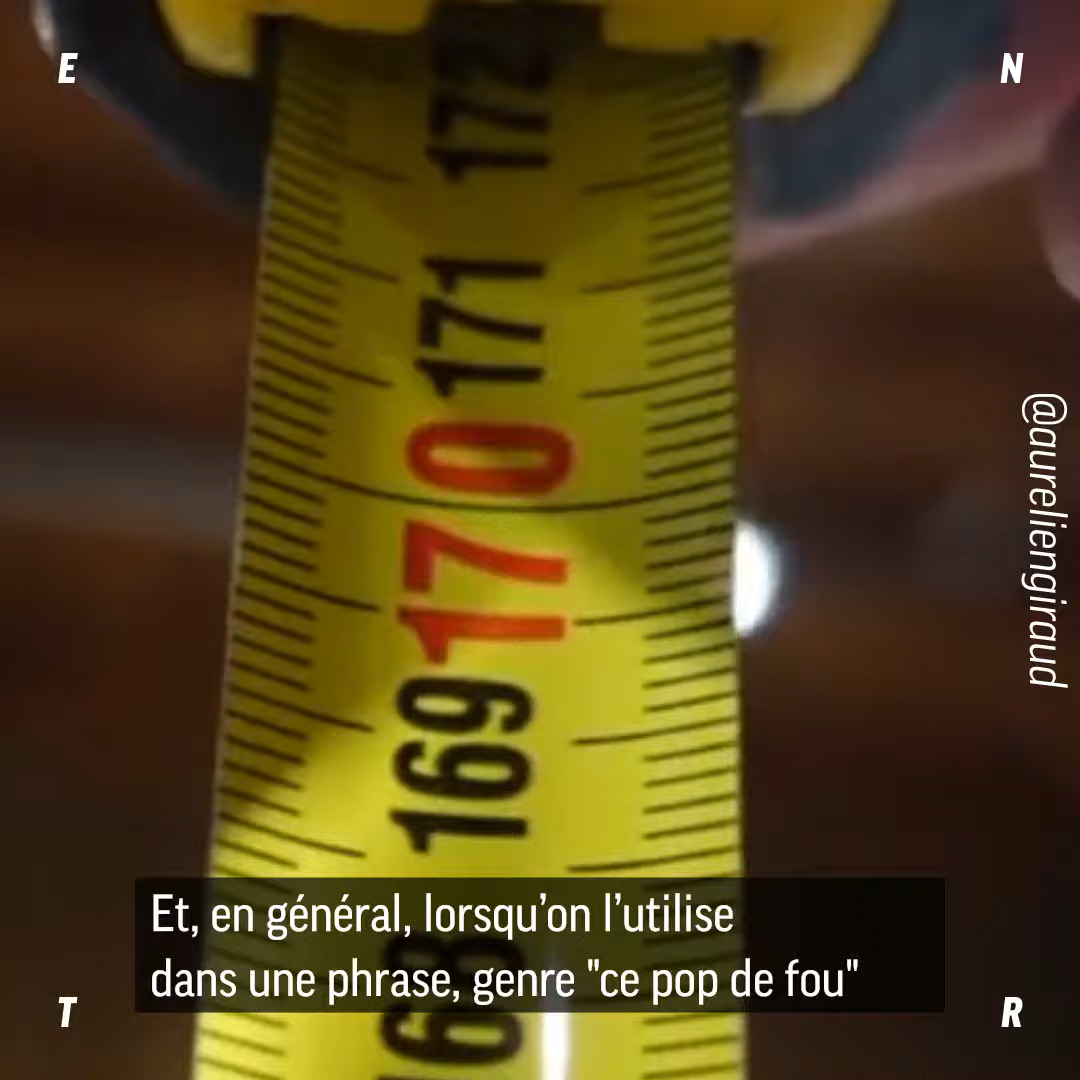 E
N
172
171
170
169
168
@aureliengiraud
Et, en général, lorsqu'on l'utilise
dans une phrase, genre "ce pop de fou"
T
R